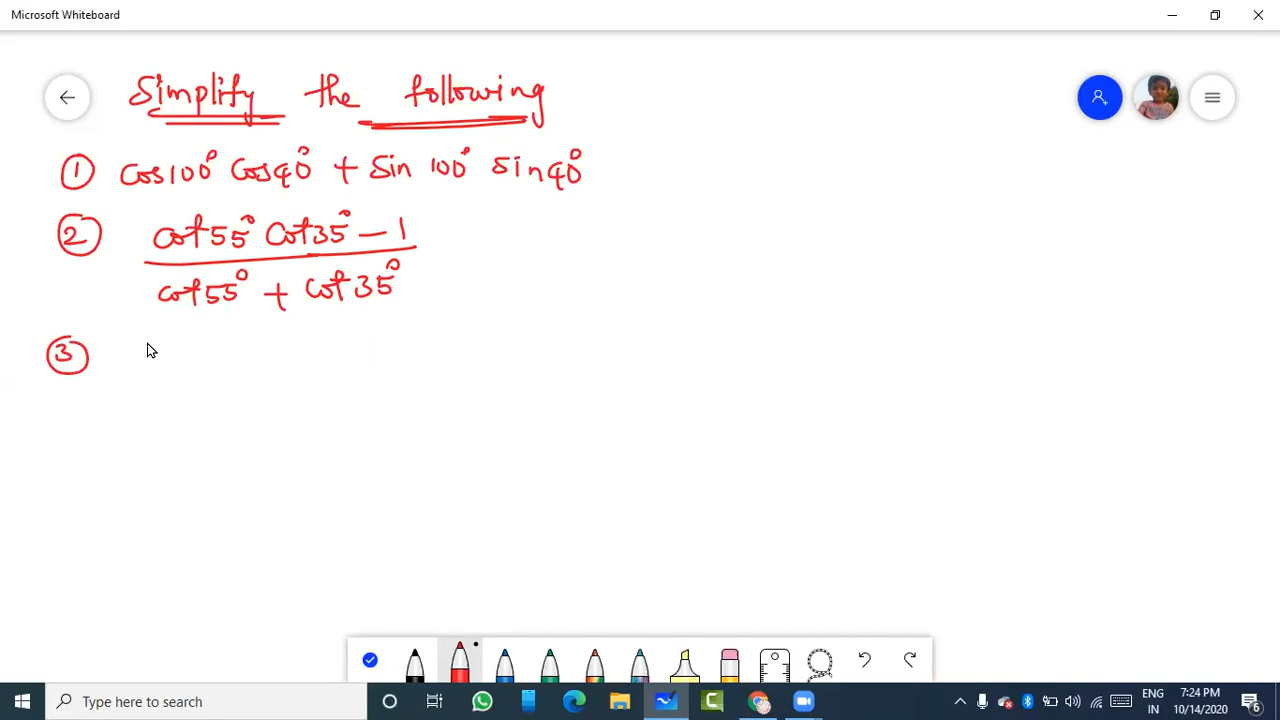 Microsoft Whiteboard
Simplify the following
① cos100° cos40° + sin 100° sin40°
② cot55° cot35° – 1
cot55° + cot35°
③
Type here to search
ENG
IN
7:24 PM
10/14/2020
6